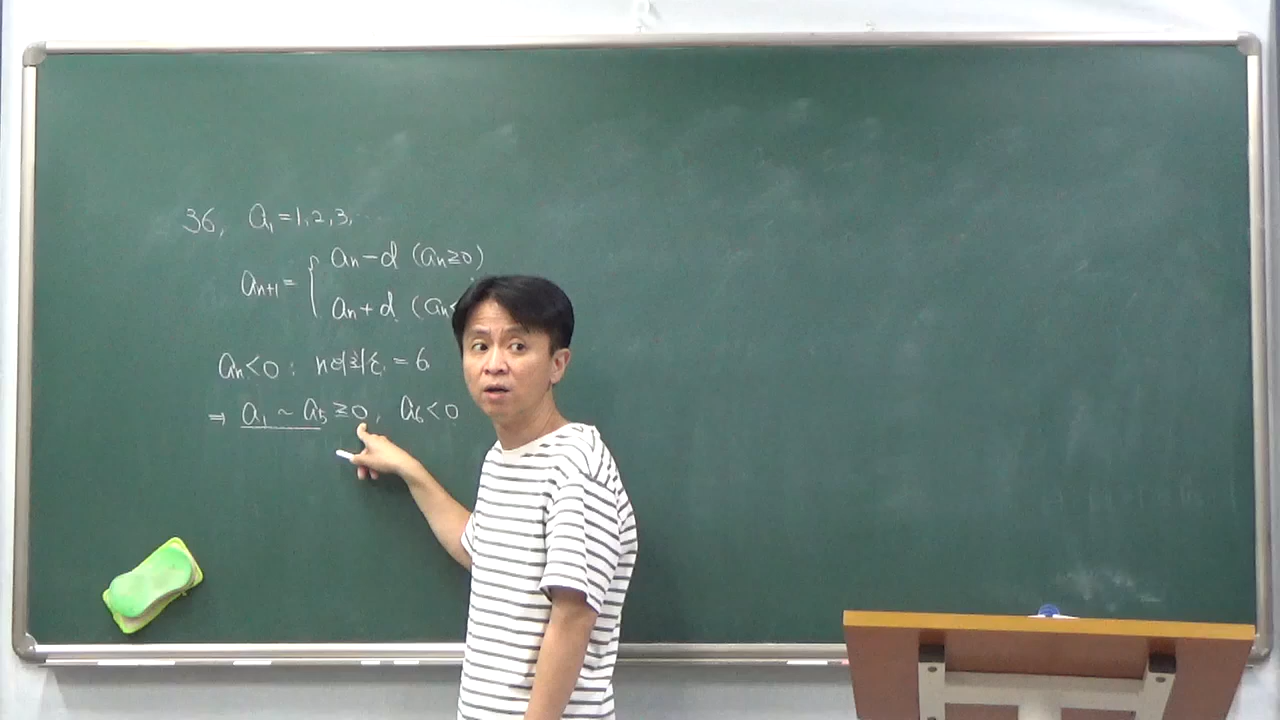 36, a₁ = 1, 2, 3, ⋯
aₙ₊₁ = { aₙ - d (aₙ ≥ 0)
aₙ + d (aₙ <
aₙ < 0 : n의 최소 = 6
⇒ a₁ ~ a₅ ≥ 0, a₆ < 0